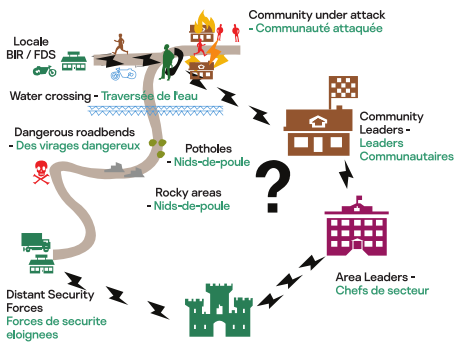 Community under attack
- Communauté attaquée
Locale
BIR / FDS
Water crossing - Traversée de l'eau
Dangerous roadbends
- Des virages dangereux
Potholes
- Nids-de-poule
Community
Leaders -
Leaders
Communautaires
?
Rocky areas
- Nids-de-poule
Area Leaders -
Chefs de secteur
Distant Security
Forces
Forces de securite
eloignees